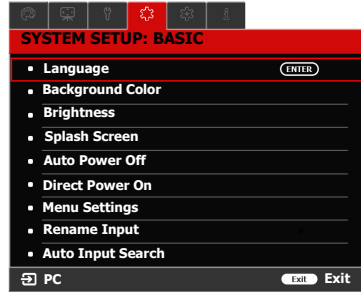 SYSTEM SETUP: BASIC
Language ENTER
Background Color
Brightness
Splash Screen
Auto Power Off
Direct Power On
Menu Settings
Rename Input
Auto Input Search
PC Exit Exit